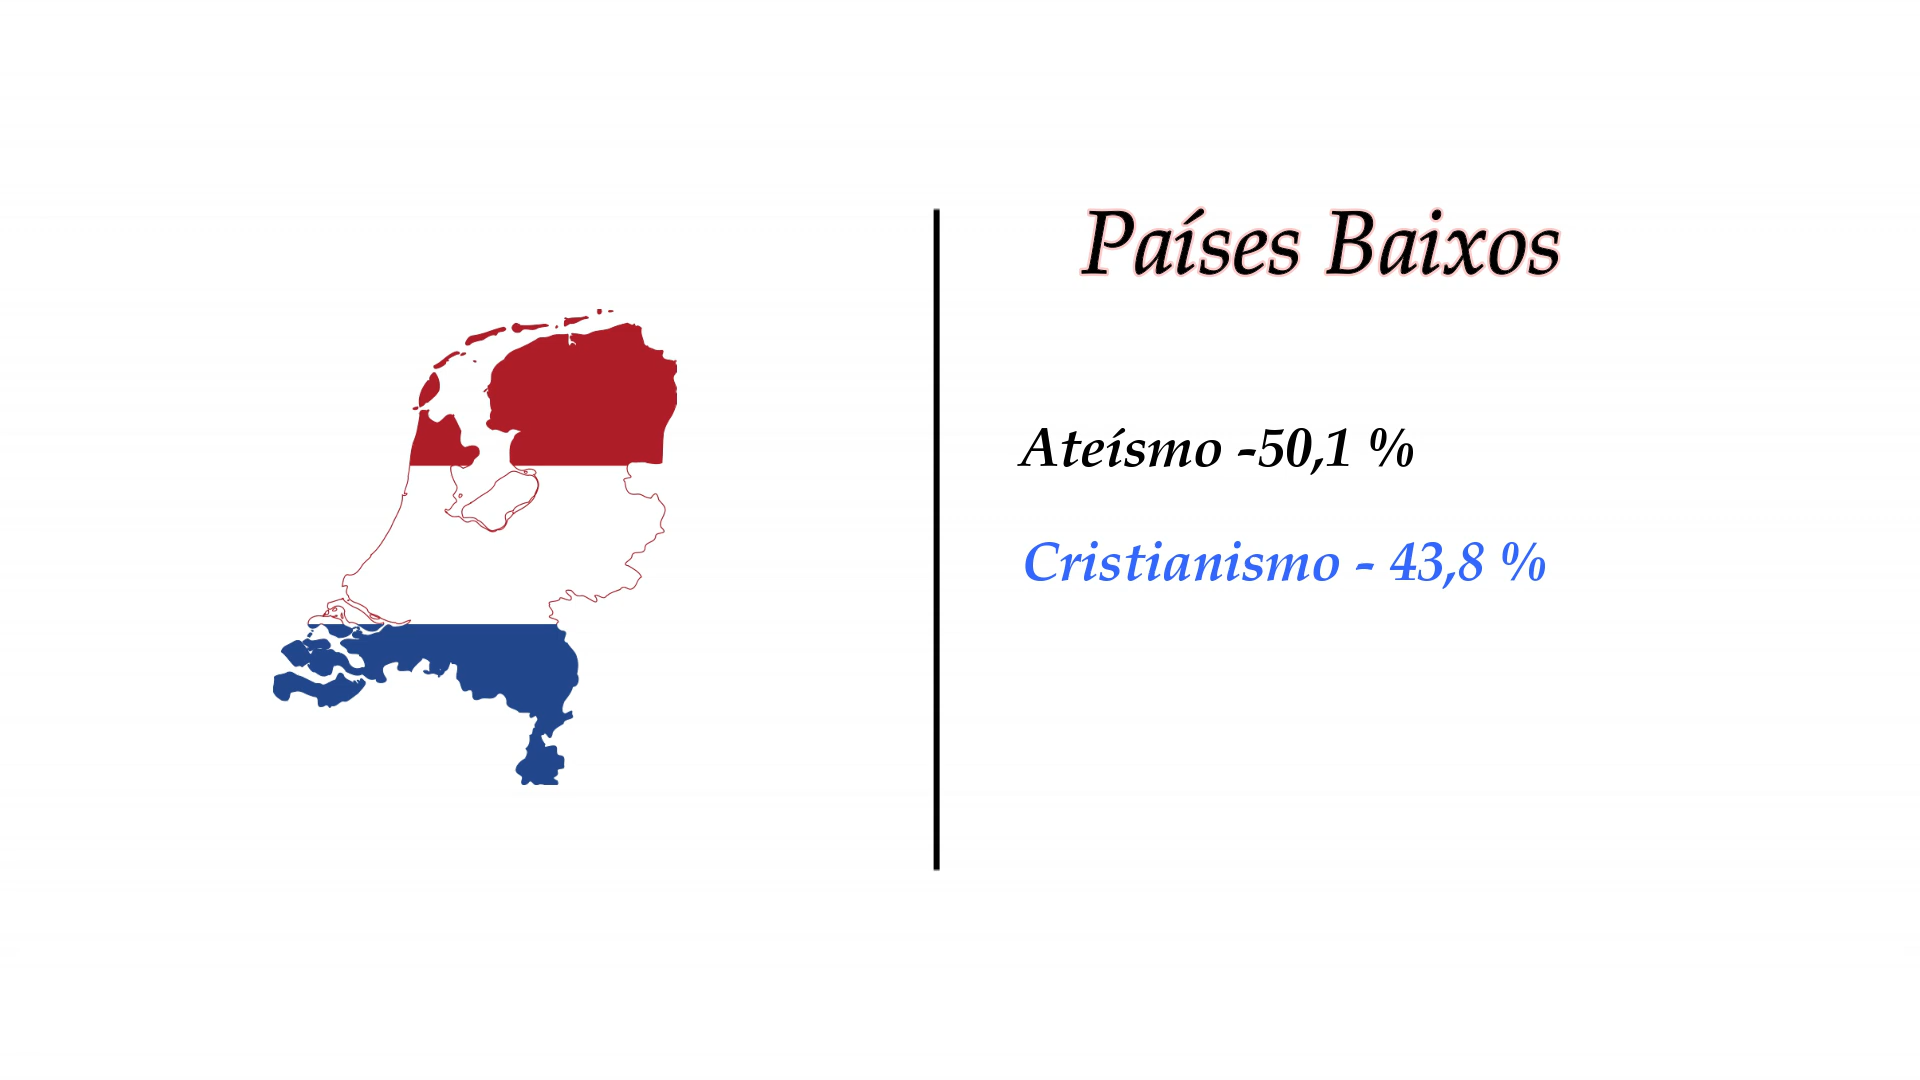 Países Baixos
Ateísmo -50,1 %
Cristianismo - 43,8 %